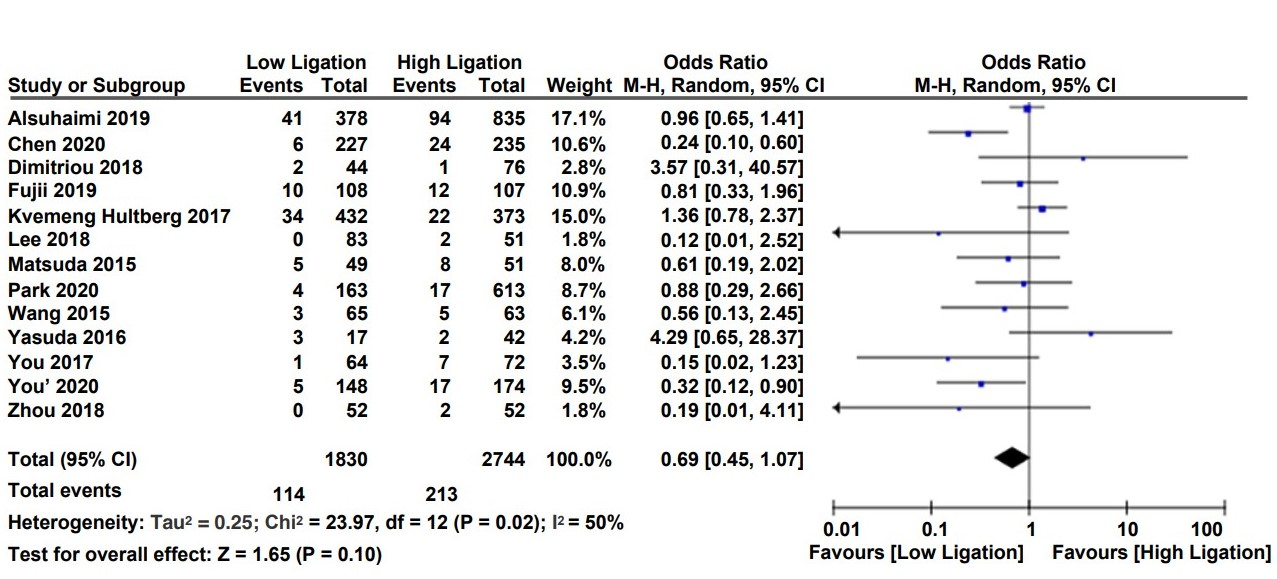 Low Ligation High Ligation Odds Ratio Odds Ratio
Study or Subgroup Events Total Events Total Weight M-H, Random, 95% CI M-H, Random, 95% CI
Alsuhaimi 2019 41 378 94 835 17.1% 0.96 [0.65, 1.41]
Chen 2020 6 227 24 235 10.6% 0.24 [0.10, 0.60]
Dimitriou 2018 2 44 1 76 2.8% 3.57 [0.31, 40.57]
Fujii 2019 10 108 12 107 10.9% 0.81 [0.33, 1.96]
Kvemeng Hultberg 2017 34 432 22 373 15.0% 1.36 [0.78, 2.37]
Lee 2018 0 83 2 51 1.8% 0.12 [0.01, 2.52]
Matsuda 2015 5 49 8 51 8.0% 0.61 [0.19, 2.02]
Park 2020 4 163 17 613 8.7% 0.88 [0.29, 2.66]
Wang 2015 3 65 5 63 6.1% 0.56 [0.13, 2.45]
Yasuda 2016 3 17 2 42 4.2% 4.29 [0.65, 28.37]
You 2017 1 64 7 72 3.5% 0.15 [0.02, 1.23]
You’ 2020 5 148 17 174 9.5% 0.32 [0.12, 0.90]
Zhou 2018 0 52 2 52 1.8% 0.19 [0.01, 4.11]
Total (95% CI) 1830 2744 100.0% 0.69 [0.45, 1.07]
Total events 114 213
Heterogeneity: Tau² = 0.25; Chi² = 23.97, df = 12 (P = 0.02); I² = 50%
Test for overall effect: Z = 1.65 (P = 0.10)
0.01 0.1 1 10 100
Favours [Low Ligation] Favours [High Ligation]